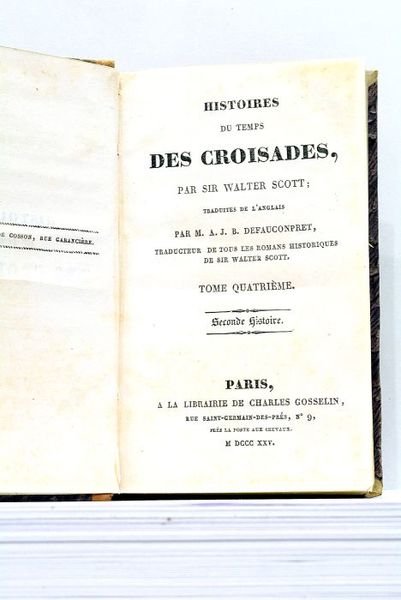 DE COSSON, RUE GARANCIÈRE.
HISTOIRES
DU TEMPS
DES CROISADES,
PAR SIR WALTER SCOTT;
TRADUITES DE L'ANGLAIS
PAR M. A. J. B. DEFAUCONPRET,
TRADUCTEUR DE TOUS LES ROMANS HISTORIQUES
DE SIR WALTER SCOTT.
TOME QUATRIÈME.
Seconde Histoire.
PARIS,
A LA LIBRAIRIE DE CHARLES GOSSELIN,
RUE SAINT-GERMAIN-DES-PRÉS, N° 9,
PRÈS LA POSTE AUX CHEVAUX.
M DCCC XXV.